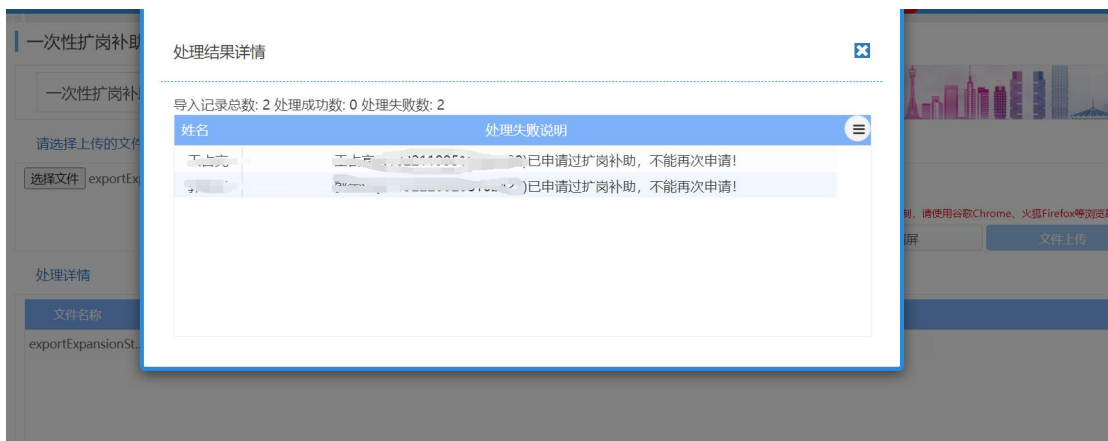 一次性扩岗补助
处理结果详情
一次性扩岗补
导入记录总数: 2 处理成功数: 0 处理失败数: 2
姓名 处理失败说明
请选择上传的文件
已申请过扩岗补助，不能再次申请！
选择文件 exportEx
)已申请过扩岗补助，不能再次申请！
请使用谷歌Chrome、火狐Firefox等浏览
屏 文件上传
处理详情
文件名称
exportExpansionSt...